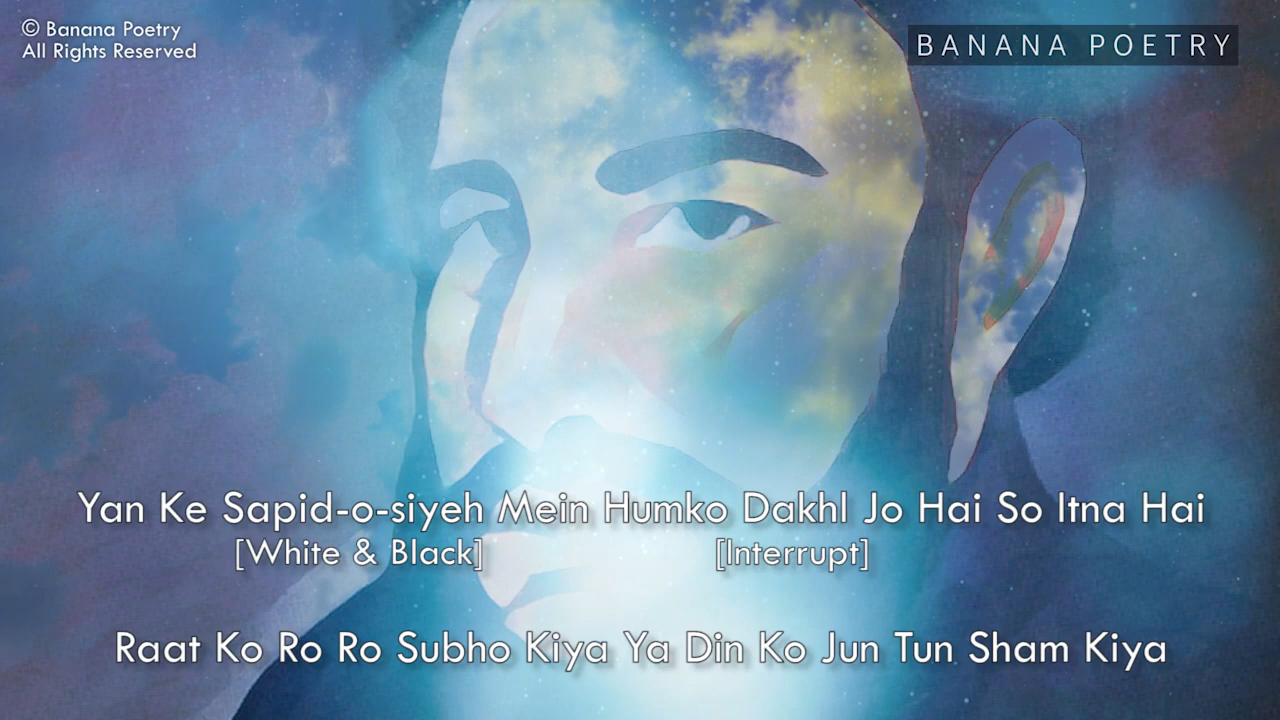 © Banana Poetry
All Rights Reserved
BANANA POETRY
Yan Ke Sapid-o-siyeh Mein Humko Dakhl Jo Hai So Itna Hai
[White & Black] [Interrupt]
Raat Ko Ro Ro Subho Kiya Ya Din Ko Jun Tun Sham Kiya